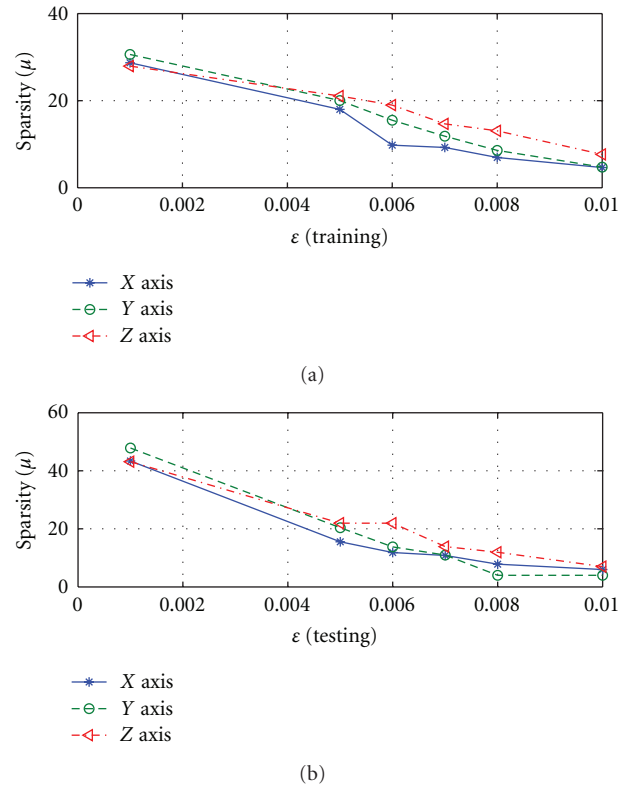 40
20
0
Sparsity (μ)
0 0.002 0.004 0.006 0.008 0.01
ε (training)
X axis
Y axis
Z axis
(a)
60
40
20
0
Sparsity (μ)
0 0.002 0.004 0.006 0.008 0.01
ε (testing)
X axis
Y axis
Z axis
(b)